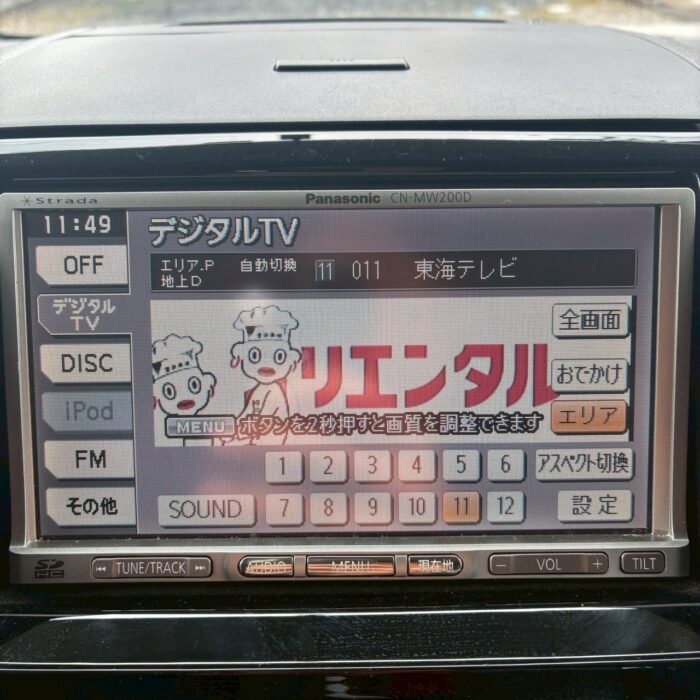 Strada
Panasonic CN-MW200D
11:49
デジタルTV
OFF
エリア.P 自動切換 11 011 東海テレビ
地上D
デジタル
TV
全画面
リエンタル
DISC
おでかけ
iPod
エリア
MENU ボタンを2秒押すと画質を調整できます
FM
1 2 3 4 5 6 アスペクト切換
その他
SOUND 7 8 9 10 11 12 設定
SD
HC
TUNE/TRACK AUDIO MENU 現在地 − VOL + TILT